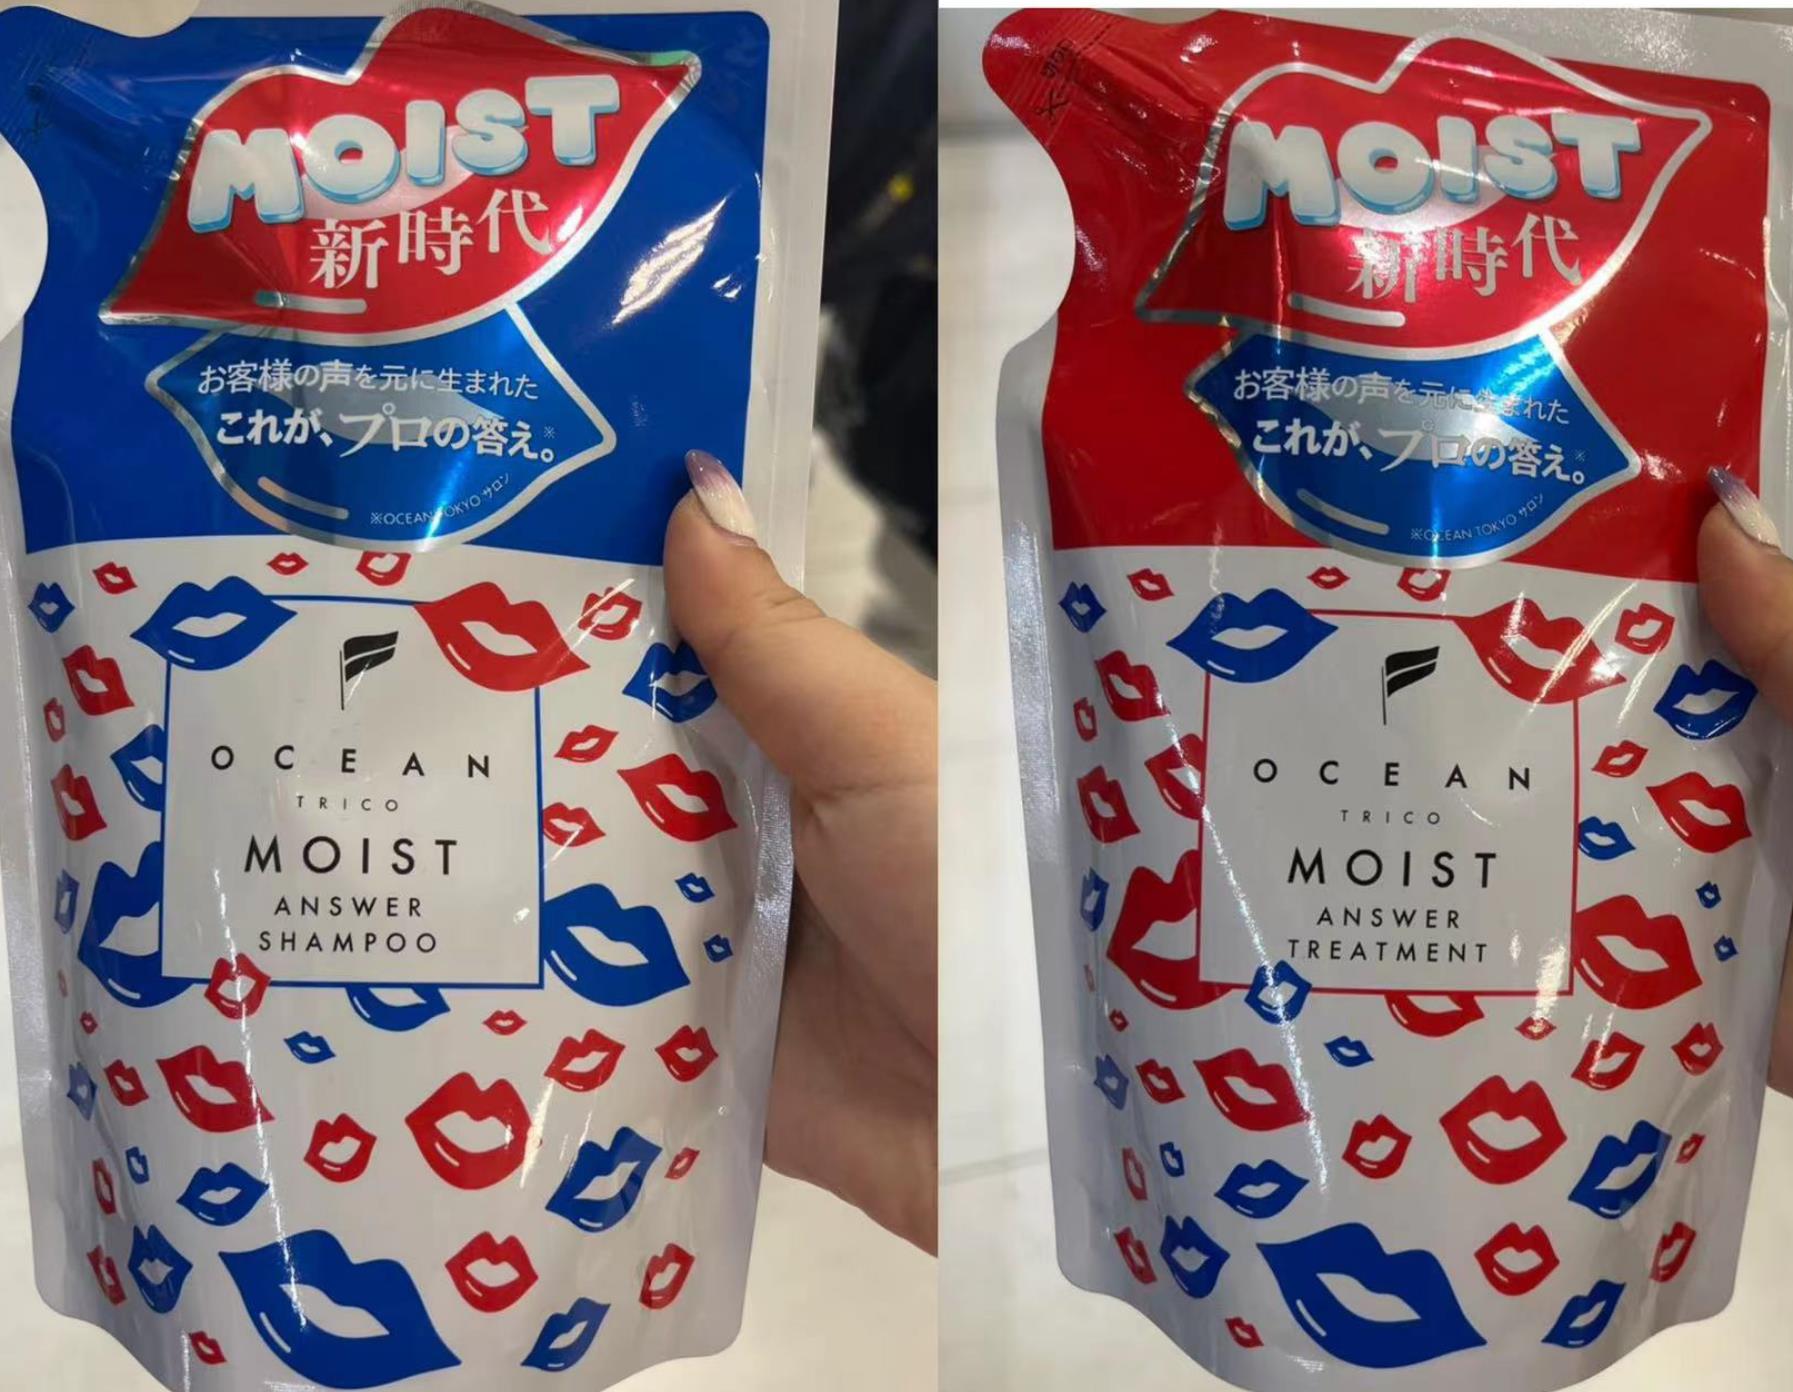 MOIST
新時代
お客様の声を元に生まれた
これが、プロの答え。※
※OCEAN TOKYO サロン
OCEAN
TRICO
MOIST
ANSWER
SHAMPOO
MOIST
新時代
お客様の声を元に生まれた
これが、プロの答え。※
※OCEAN TOKYO サロン
OCEAN
TRICO
MOIST
ANSWER
TREATMENT